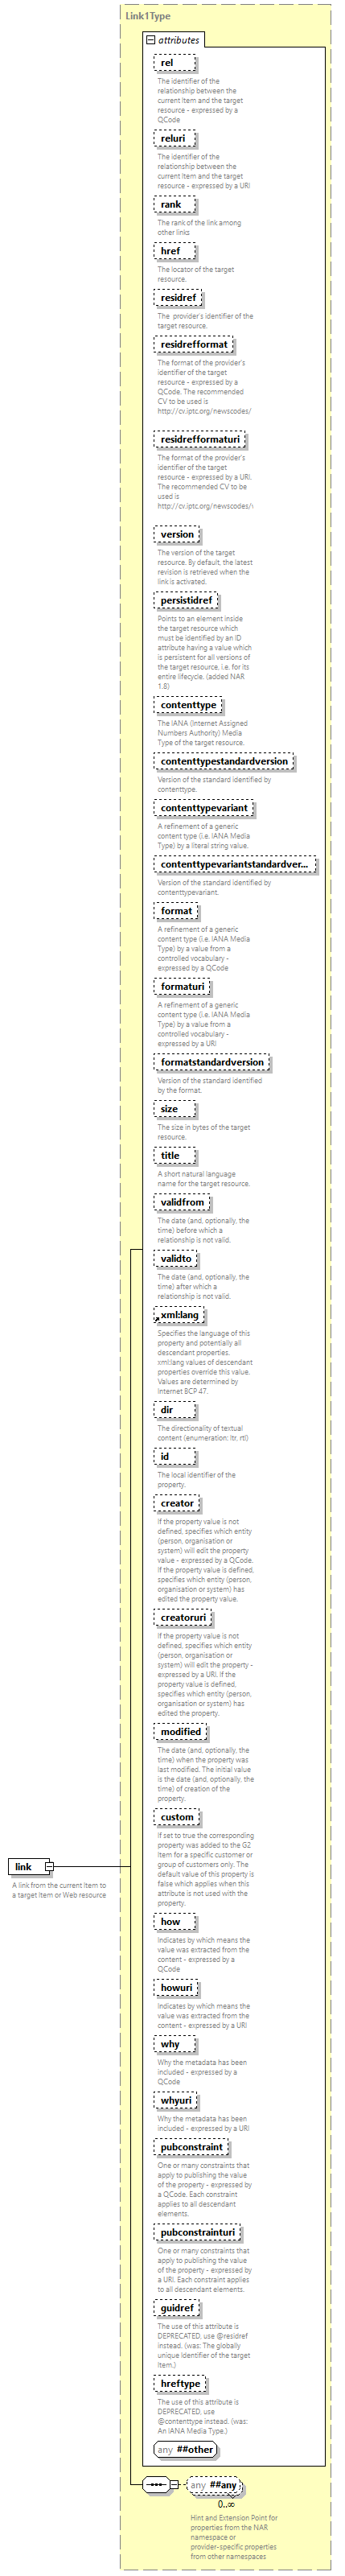 Link1Type
attributes
rel
The identifier of the
relationship between the
current Item and the target
resource - expressed by a
QCode
reluri
The identifier of the
relationship between the
current Item and the target
resource - expressed by a URI
rank
The rank of the link among
other links
href
The locator of the target
resource.
residref
The provider's identifier of the
target resource.
residrefformat
The format of the provider's
identifier of the target
resource - expressed by a
QCode. The recommended
CV to be used is
http://cv.iptc.org/newscodes/
residrefformaturi
The format of the provider's
identifier of the target
resource - expressed by a URI.
The recommended CV to be
used is
http://cv.iptc.org/newscodes/
version
The version of the target
resource. By default, the latest
revision is retrieved when the
link is activated.
persistidref
Points to an element inside
the target resource which
must be identified by an ID
attribute having a value which
is persistent for all versions of
the target resource, i.e. for its
entire lifecycle. (added NAR
1.8)
contenttype
The IANA (Internet Assigned
Numbers Authority) Media
Type of the target resource.
contenttypestandardversion
Version of the standard identified by
contenttype.
contenttypevariant
A refinement of a generic
content type (i.e. IANA Media
Type) by a literal string value.
contenttypevariantstandardver...
Version of the standard identified by
contenttypevariant.
format
A refinement of a generic
content type (i.e. IANA Media
Type) by a value from a
controlled vocabulary -
expressed by a QCode
formaturi
A refinement of a generic
content type (i.e. IANA Media
Type) by a value from a
controlled vocabulary -
expressed by a URI
formatstandardversion
Version of the standard identified
by the format.
size
The size in bytes of the target
resource.
title
A short natural language
name for the target resource.
validfrom
The date (and, optionally, the
time) before which a
relationship is not valid.
validto
The date (and, optionally, the
time) after which a
relationship is not valid.
xml:lang
Specifies the language of this
property and potentially all
descendant properties.
xml:lang values of descendant
properties override this value.
Values are determined by
Internet BCP 47.
dir
The directionality of textual
content (enumeration: ltr, rtl)
id
The local identifier of the
property.
creator
If the property value is not
defined, specifies which entity
(person, organisation or
system) will edit the property
value - expressed by a QCode.
If the property value is defined,
specifies which entity (person,
organisation or system) has
edited the property value.
creatoruri
If the property value is not
defined, specifies which entity
(person, organisation or
system) will edit the property -
expressed by a URI. If the
property value is defined,
specifies which entity (person,
organisation or system) has
edited the property.
modified
The date (and, optionally, the
time) when the property was
last modified. The initial value
is the date (and, optionally, the
time) of creation of the
property.
custom
If set to true the corresponding
property was added to the G2
Item for a specific customer or
group of customers only. The
default value of this property is
false which applies when this
attribute is not used with the
property.
link
A link from the current Item to
a target Item or Web resource
how
Indicates by which means the
value was extracted from the
content - expressed by a
QCode
howuri
Indicates by which means the
value was extracted from the
content - expressed by a URI
why
Why the metadata has been
included - expressed by a
QCode
whyuri
Why the metadata has been
included - expressed by a URI
pubconstraint
One or many constraints that
apply to publishing the value
of the property - expressed by
a QCode. Each constraint
applies to all descendant
elements.
pubconstrainturi
One or many constraints that
apply to publishing the value
of the property - expressed by
a URI. Each constraint applies
to all descendant elements.
guidref
The use of this attribute is
DEPRECATED, use @residref
instead. (was: The globally
unique Identifier of the target
Item.)
hreftype
The use of this attribute is
DEPRECATED, use
@contenttype instead. (was:
An IANA Media Type.)
any ##other
any ##any
0..∞
Hint and Extension Point for
properties from the NAR
namespace or
provider-specific properties
from other namespaces